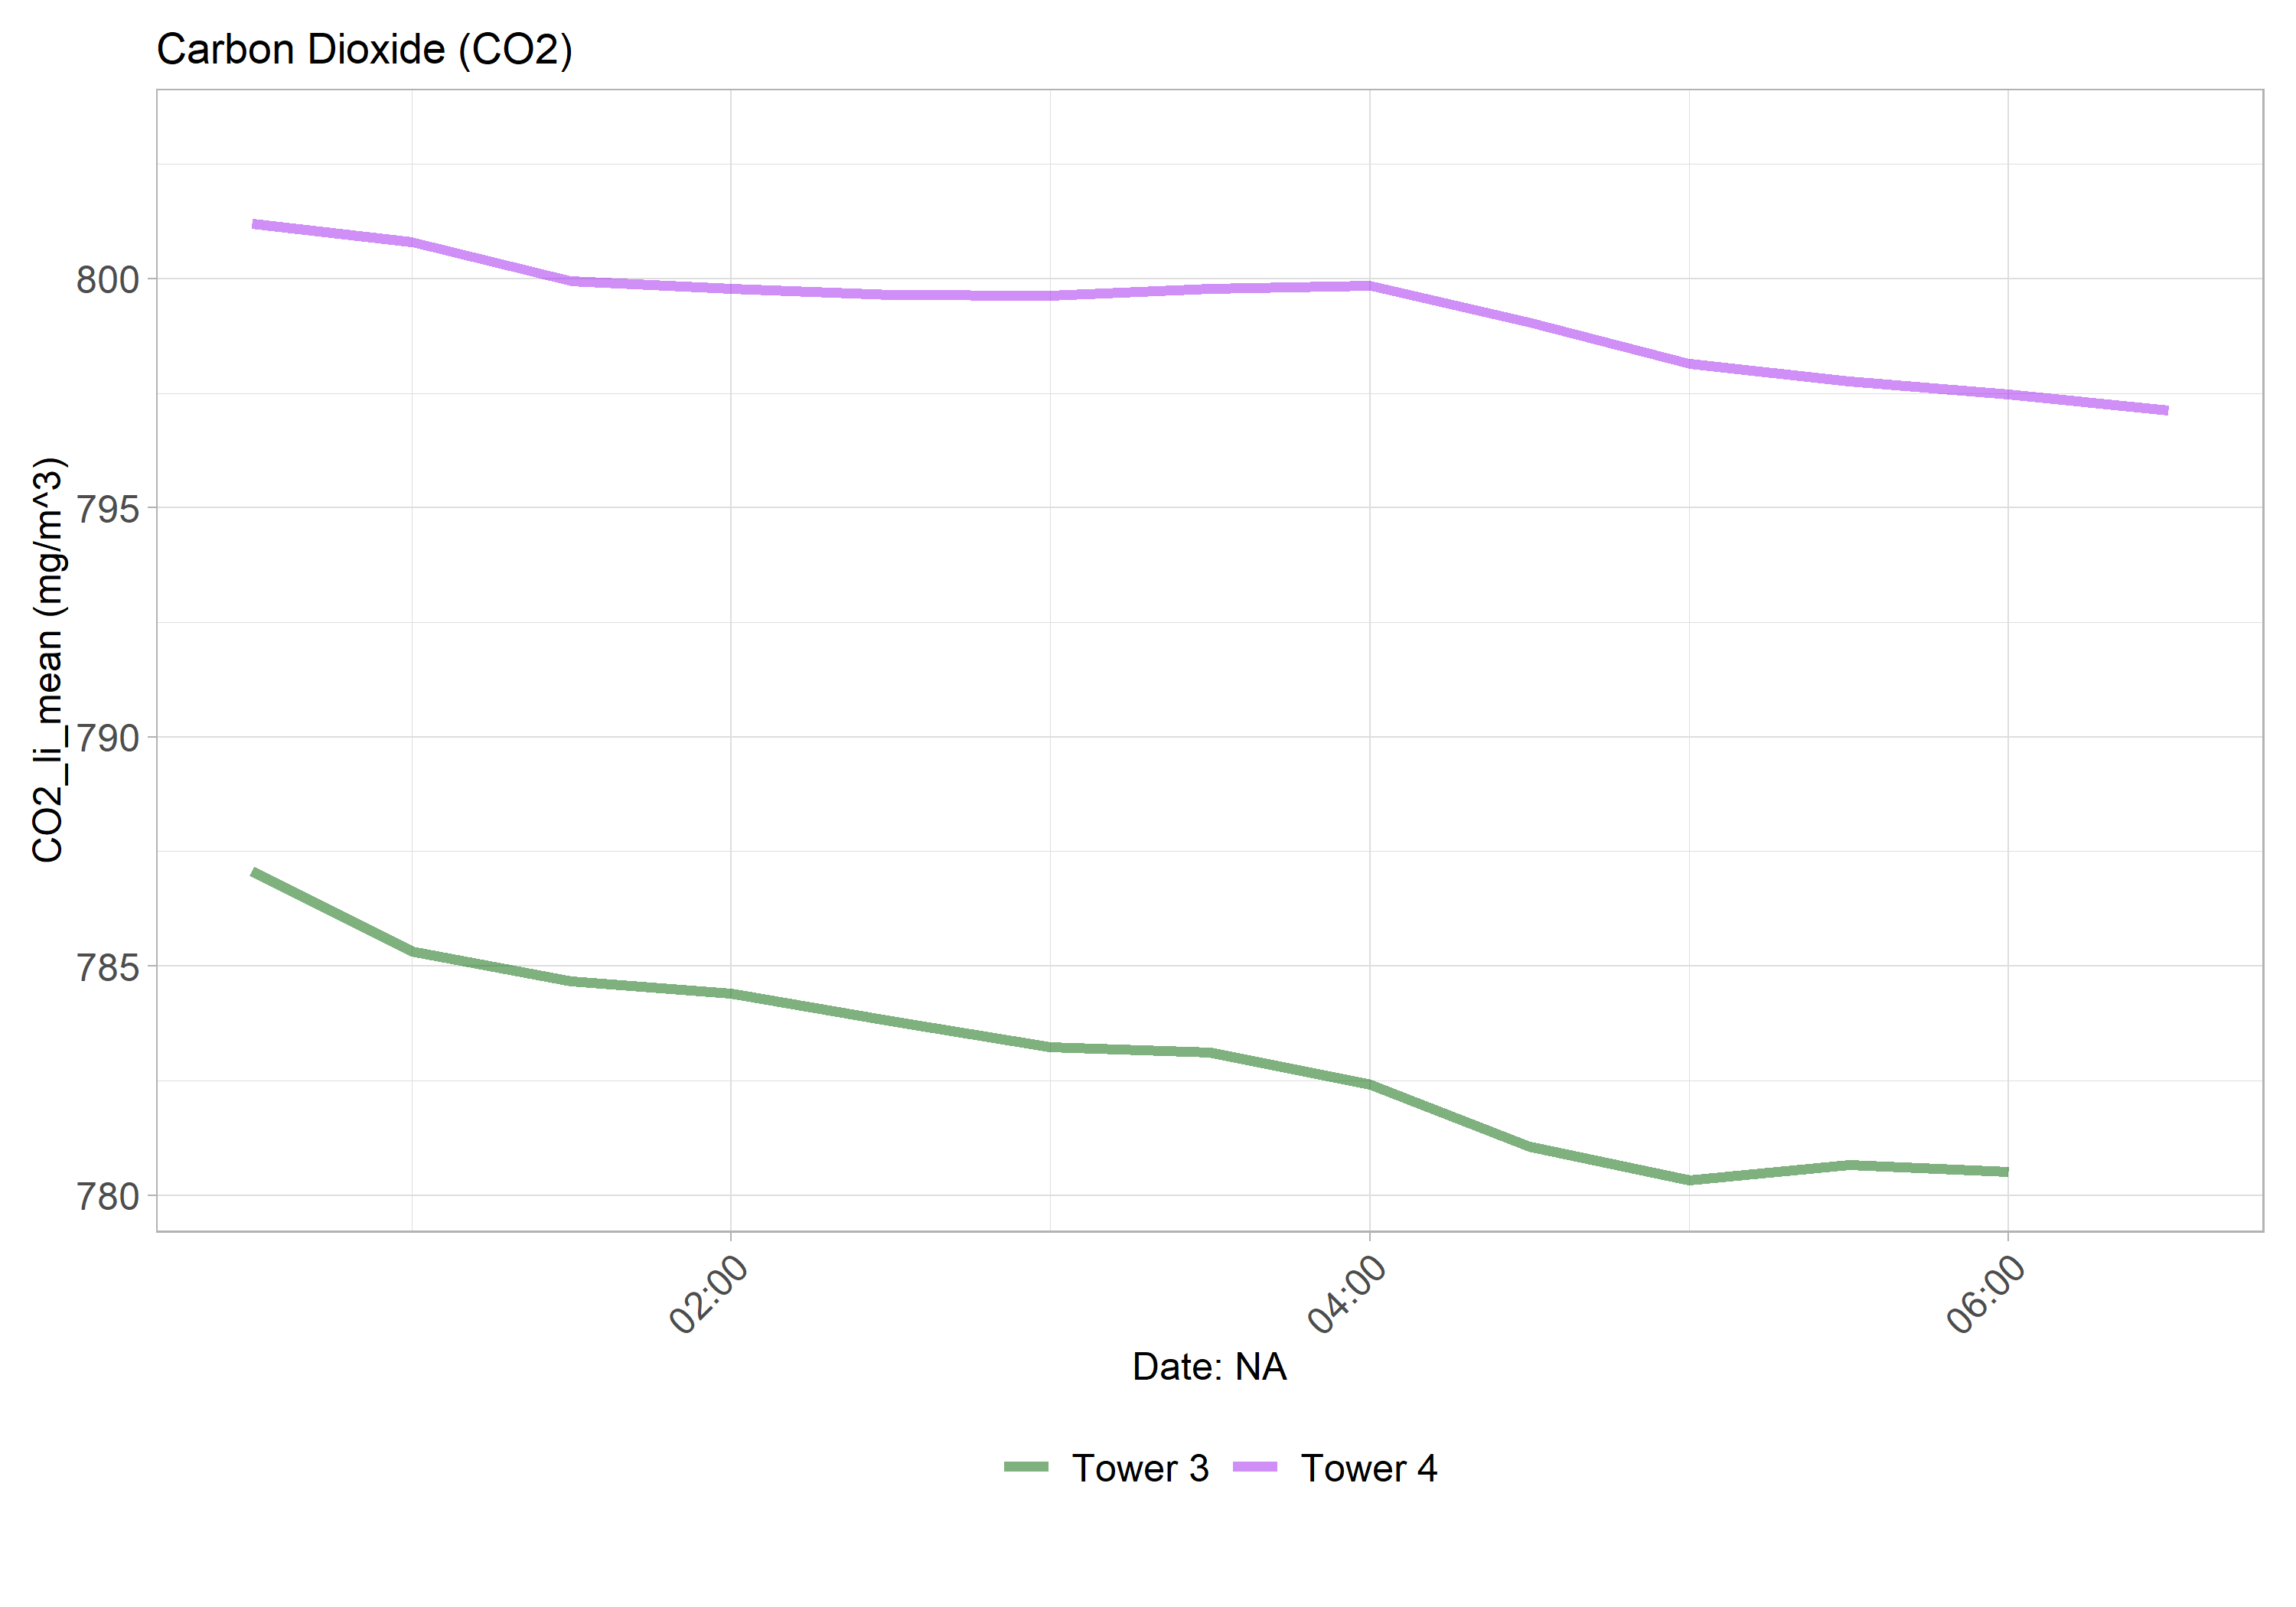 Carbon Dioxide (CO2)
CO2_li_mean (mg/m^3)
800
795
790
785
780
02:00
04:00
06:00
Date: NA
Tower 3
Tower 4